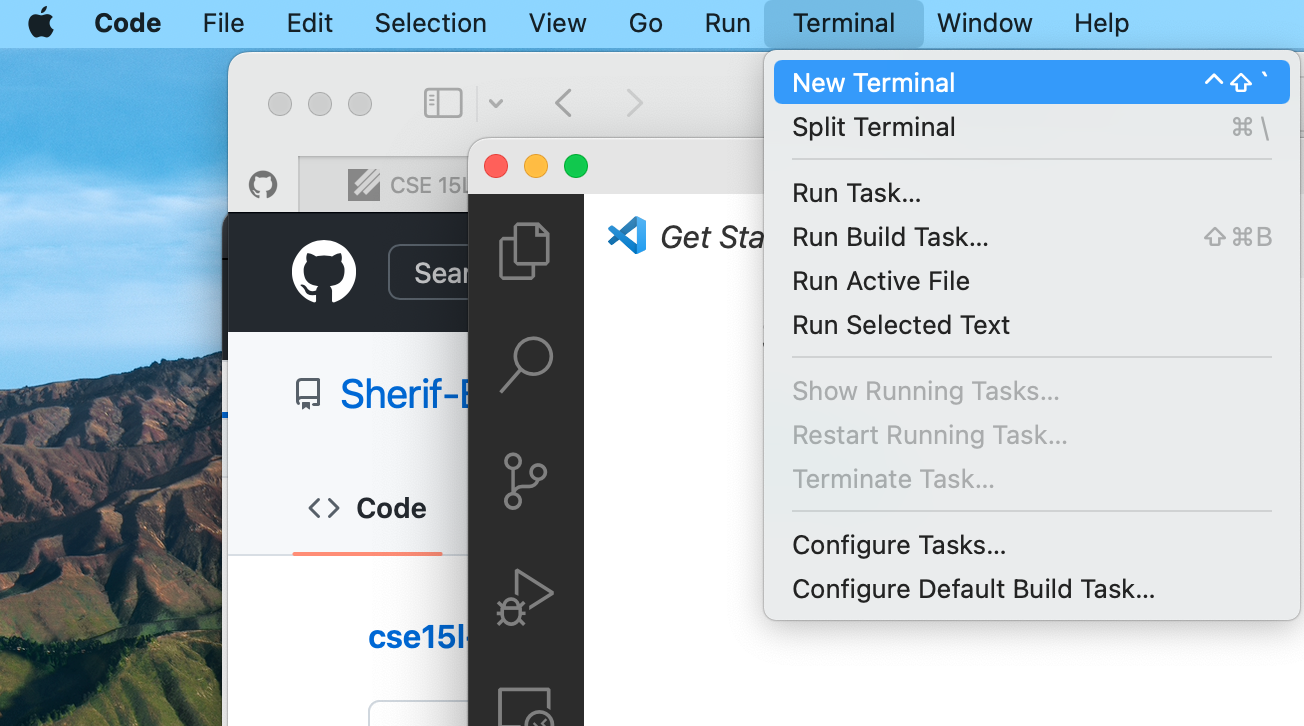 Code File Edit Selection View Go Run Terminal Window Help
New Terminal ^⇧`
Split Terminal ⌘\
Run Task...
Run Build Task... ⇧⌘B
Run Active File
Run Selected Text
Show Running Tasks...
Restart Running Task...
Terminate Task...
Configure Tasks...
Configure Default Build Task...
CSE 15L
Get Sta
Sear
Sherif-E
<> Code
cse15l-